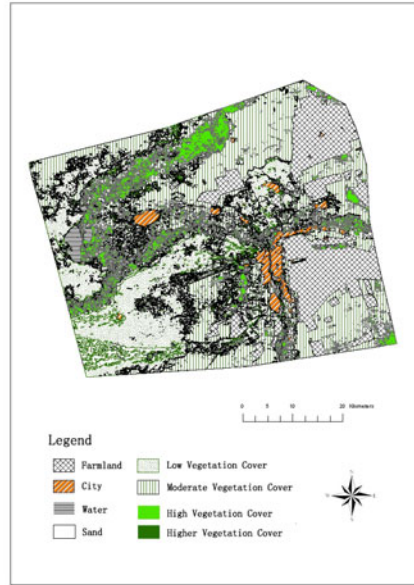 0 5 10 20 Kilometers
Legend
Farmland
City
Water
Sand
Low Vegetation Cover
Moderate Vegetation Cover
High Vegetation Cover
Higher Vegetation Cover